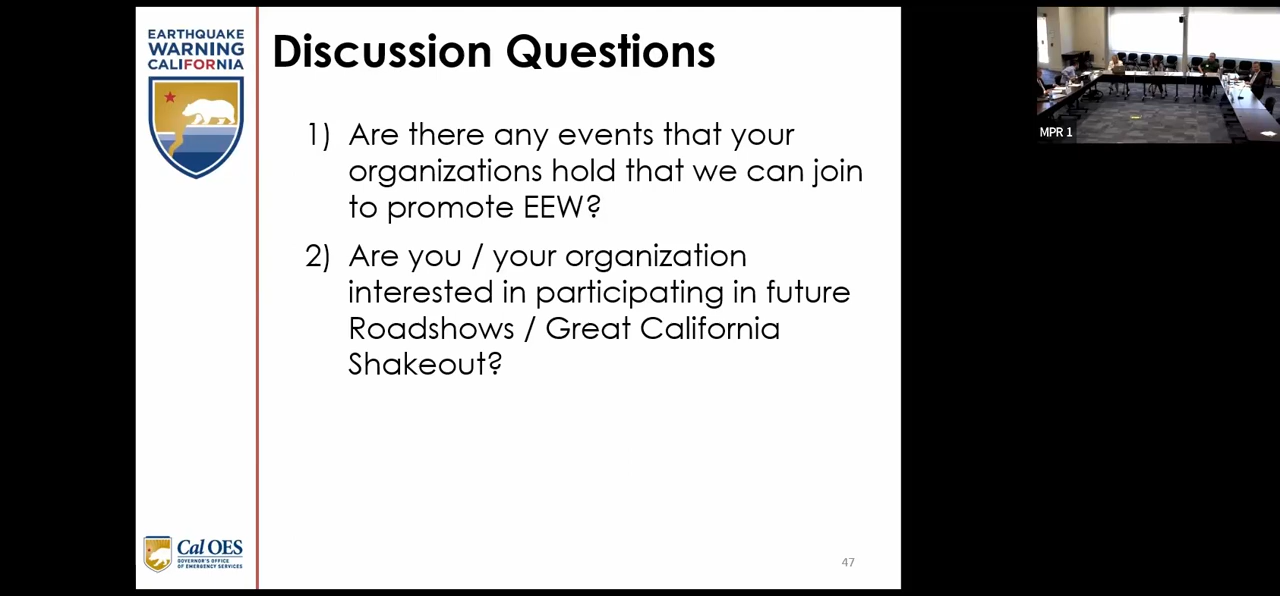 EARTHQUAKE
WARNING
CALIFORNIA
Discussion Questions
1) Are there any events that your
organizations hold that we can join
to promote EEW?
2) Are you / your organization
interested in participating in future
Roadshows / Great California
Shakeout?
Cal OES
GOVERNOR'S OFFICE
OF EMERGENCY SERVICES
47
MPR 1